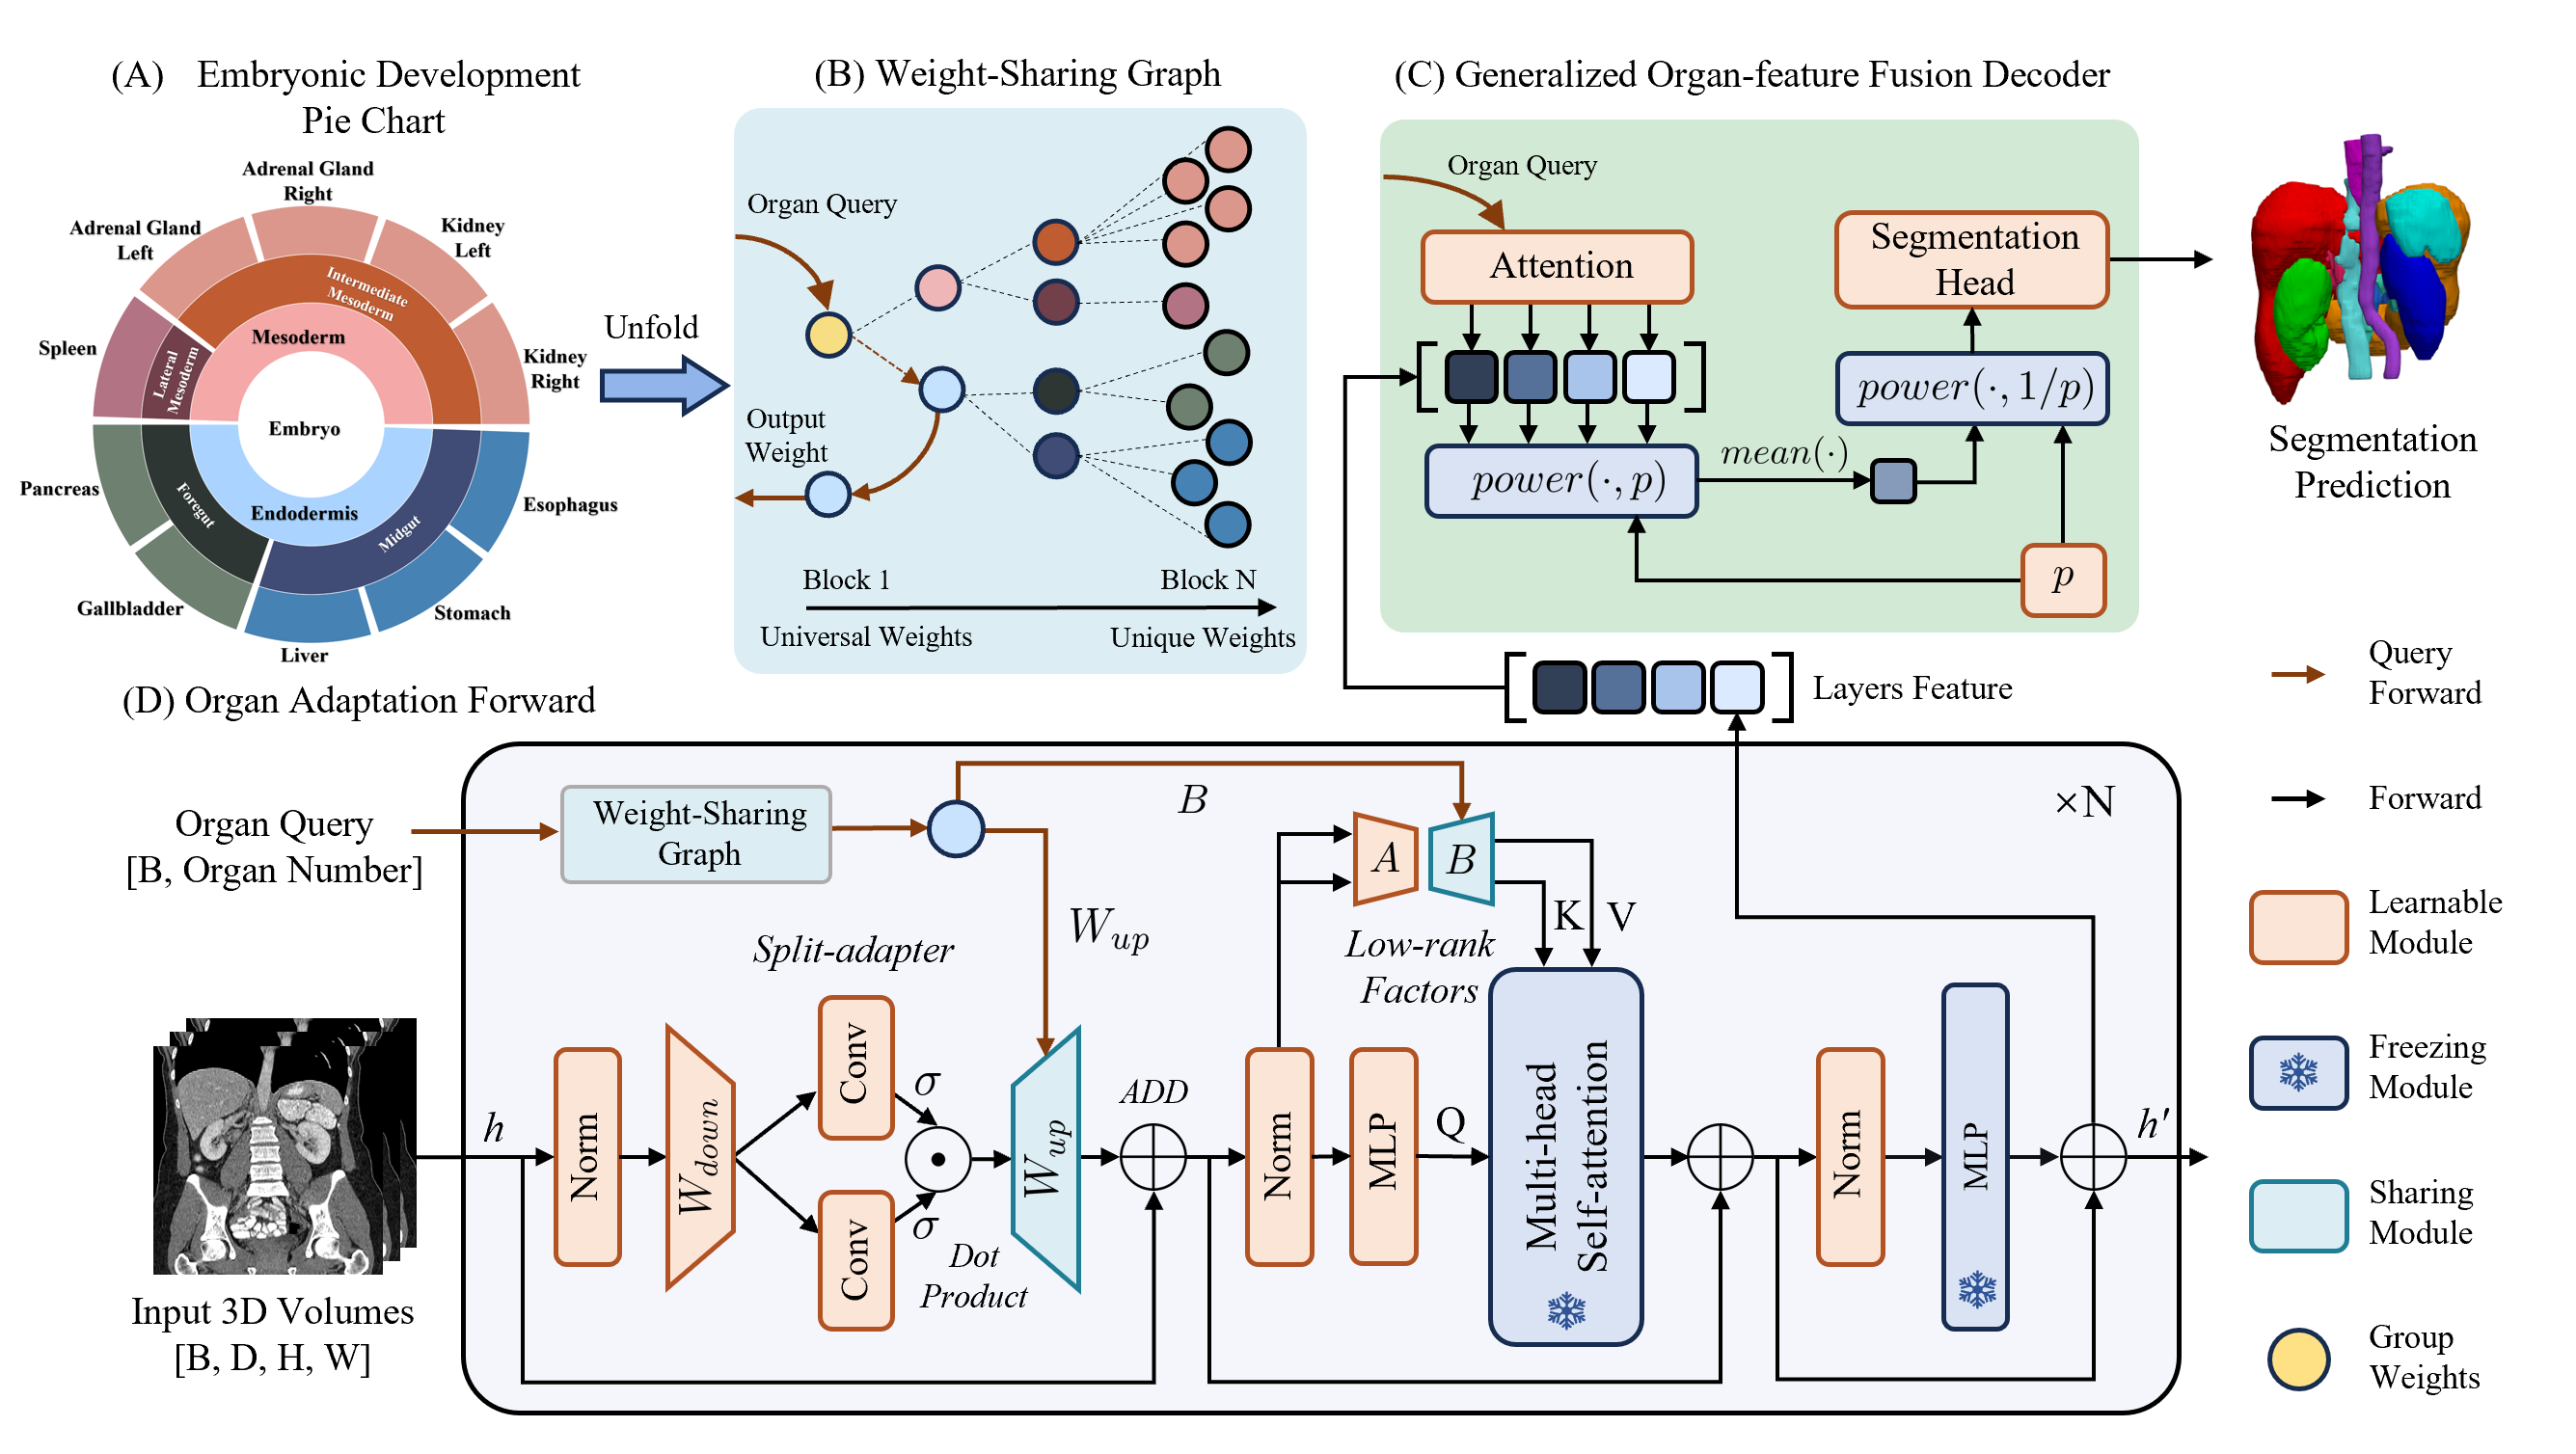 (A) Embryonic Development
Pie Chart
Adrenal Gland
Right
Adrenal Gland
Left
Kidney
Left
Intermediate
Mesoderm
Mesoderm
Spleen
Lateral
Mesoderm
Kidney
Right
Embryo
Pancreas
Foregut
Endodermis
Midgut
Esophagus
Gallbladder
Stomach
Liver
Unfold
(B) Weight-Sharing Graph
Organ Query
Output
Weight
Block 1
Block N
Universal Weights
Unique Weights
(C) Generalized Organ-feature Fusion Decoder
Organ Query
Attention
Segmentation
Head
power(·, 1/p)
power(·, p)
mean(·)
p
Layers Feature
Segmentation
Prediction
(D) Organ Adaptation Forward
Organ Query
[B, Organ Number]
Weight-Sharing
Graph
B
×N
A
B
K
V
W_up
Split-adapter
Low-rank
Factors
Conv
σ
ADD
h
Norm
W_down
W_up
Norm
MLP
Q
Multi-head
Self-attention
Norm
MLP
h′
Conv
σ
Dot
Product
Input 3D Volumes
[B, D, H, W]
Query
Forward
Forward
Learnable
Module
Freezing
Module
Sharing
Module
Group
Weights